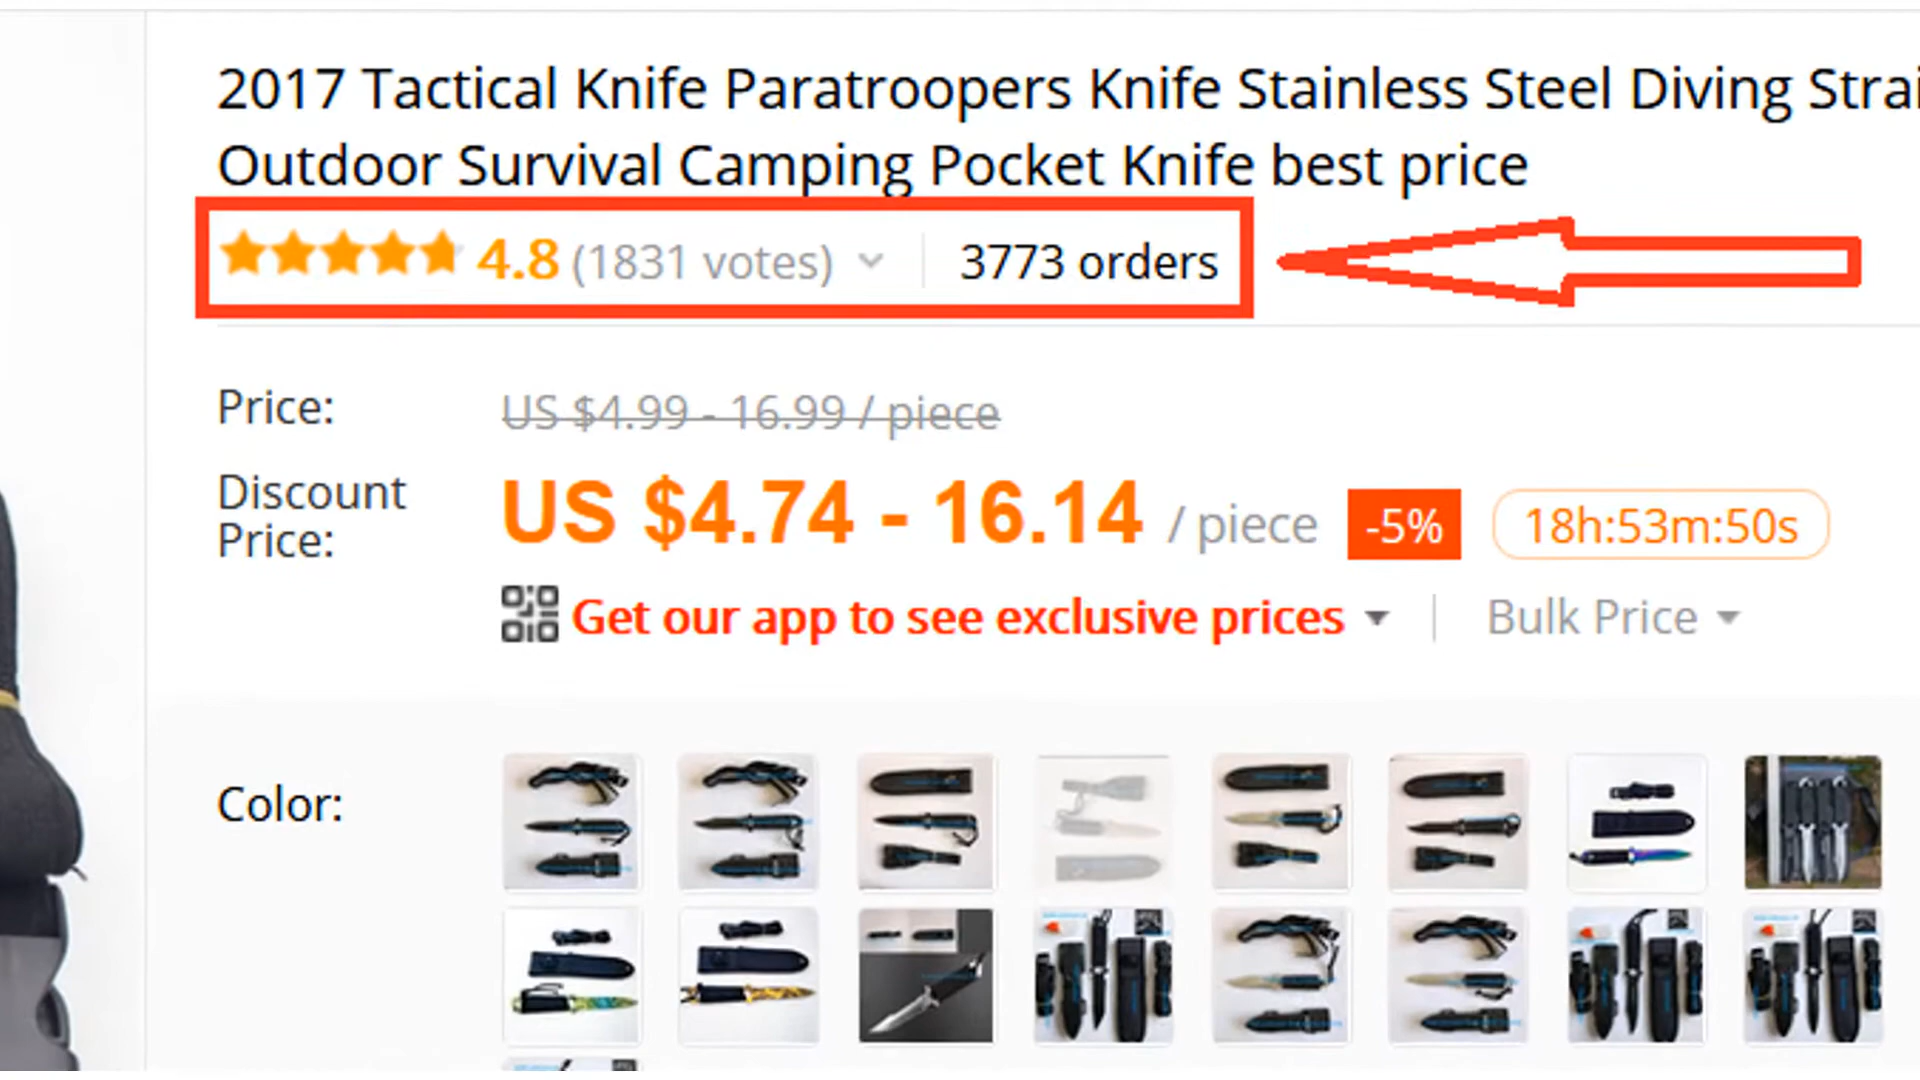 2017 Tactical Knife Paratroopers Knife Stainless Steel Diving
Outdoor Survival Camping Pocket Knife best price
4.8 (1831 votes) 3773 orders
Price: US $4.99 - 16.99 / piece
Discount
Price: US $4.74 - 16.14 / piece -5% 18h:53m:50s
Get our app to see exclusive prices Bulk Price
Color: